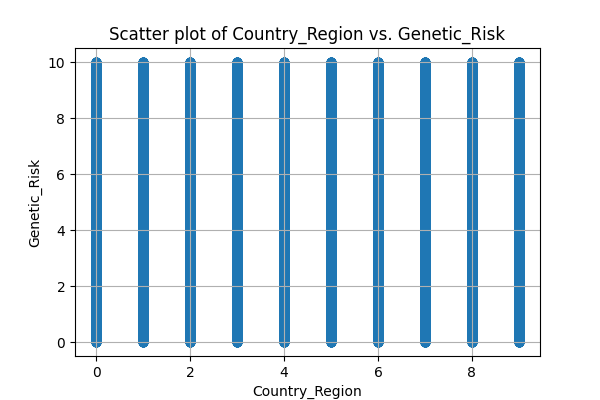 Scatter plot of Country_Region vs. Genetic_Risk
10
8
6
4
2
0
Genetic_Risk
0 2 4 6 8
Country_Region